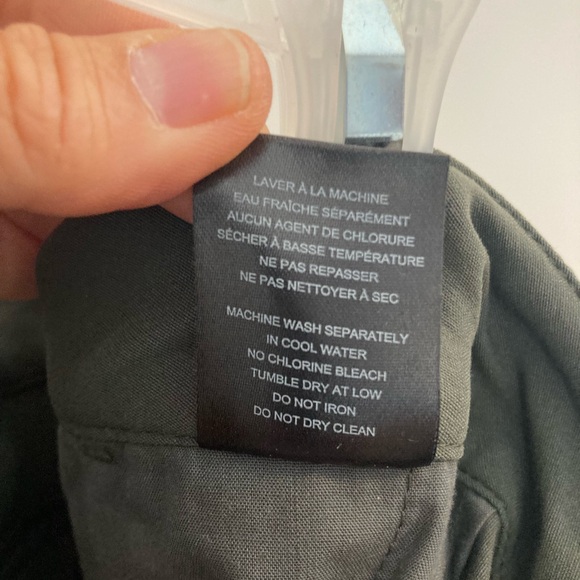 LAVER À LA MACHINE
EAU FRAÎCHE SÉPARÉMENT
AUCUN AGENT DE CHLORURE
SÉCHER À BASSE TEMPÉRATURE
NE PAS REPASSER
NE PAS NETTOYER À SEC
MACHINE WASH SEPARATELY
IN COOL WATER
NO CHLORINE BLEACH
TUMBLE DRY AT LOW
DO NOT IRON
DO NOT DRY CLEAN